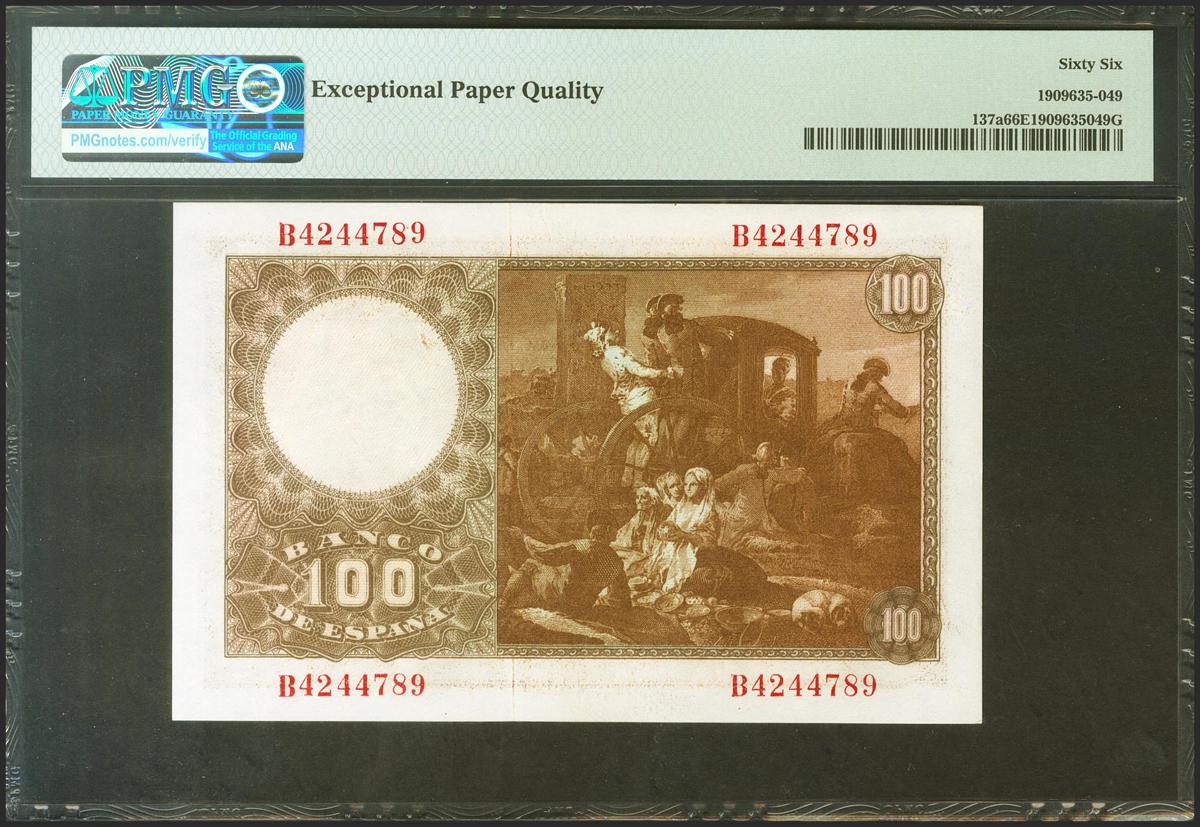 PMG
PAPER MONEY GUARANTY
PMGnotes.com/verify
The Official Grading
Service of the ANA
Exceptional Paper Quality
Sixty Six
1909635-049
137a66E1909635049G
B4244789 B4244789
100
BANCO
100
DE ESPAÑA
100
B4244789 B4244789